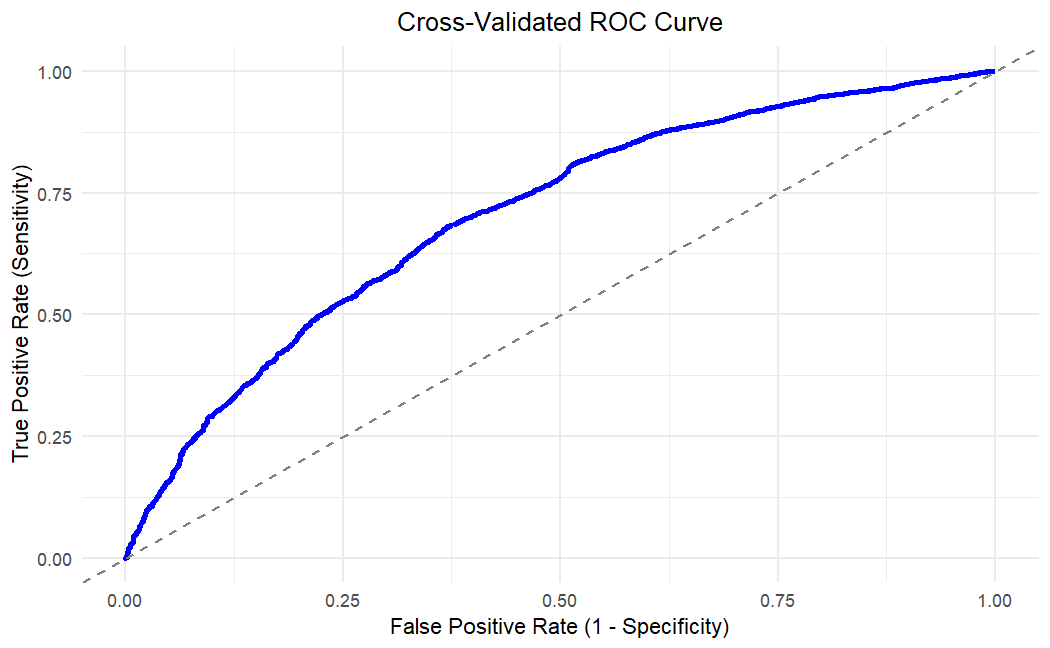 Cross-Validated ROC Curve
True Positive Rate (Sensitivity)
1.00
0.75
0.50
0.25
0.00
0.00 0.25 0.50 0.75 1.00
False Positive Rate (1 - Specificity)